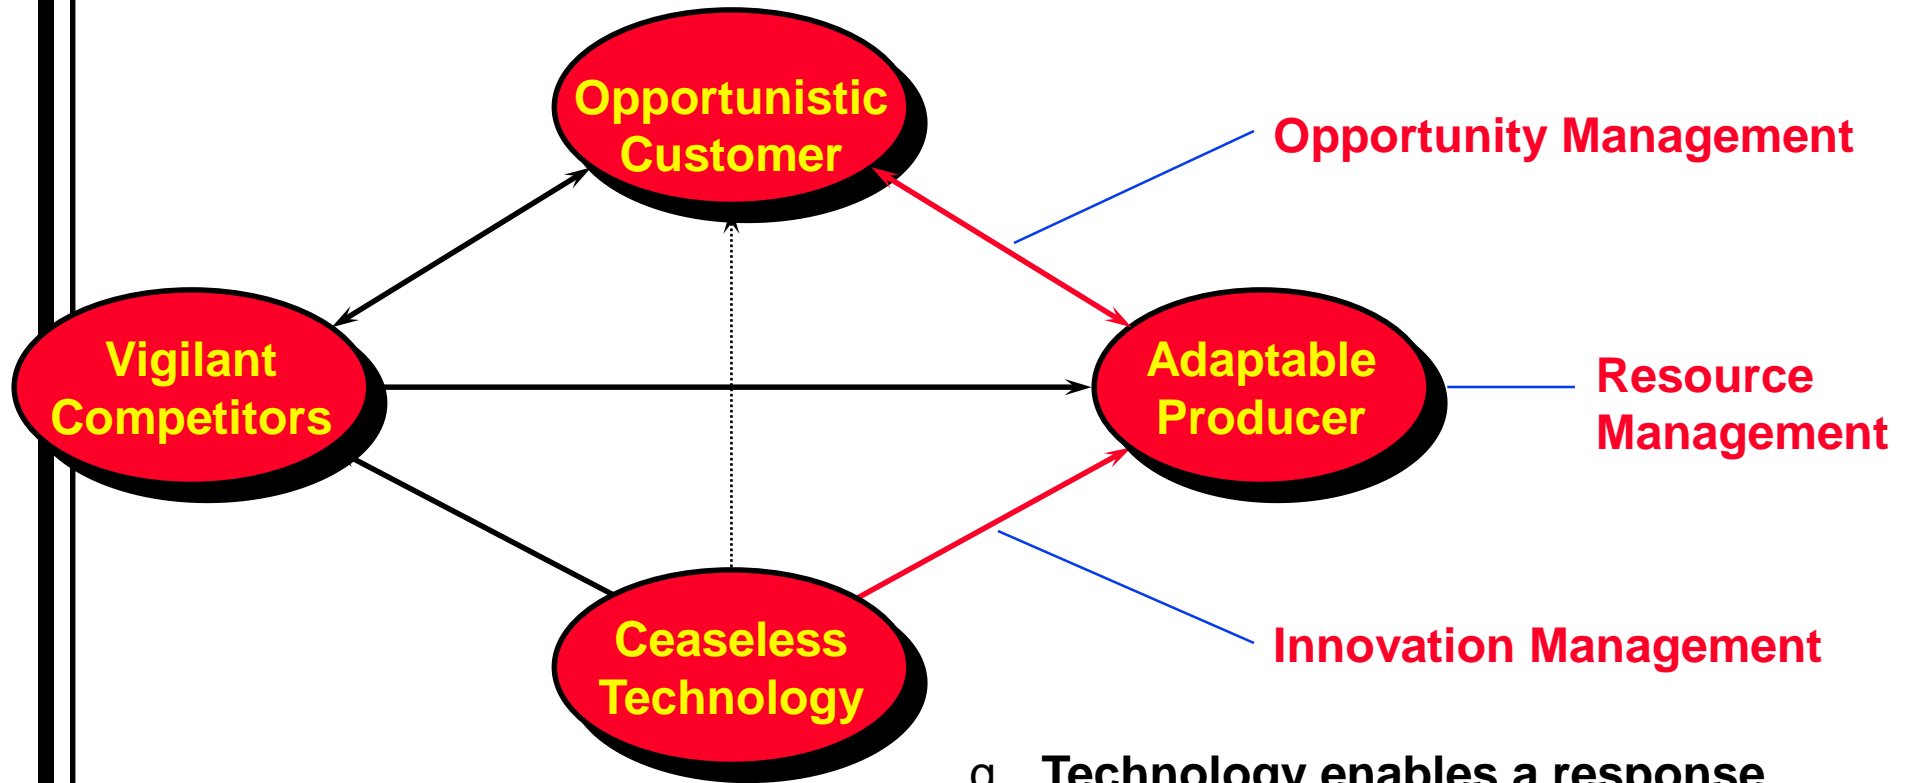 Opportunistic
Customer
Opportunity Management
Vigilant
Competitors
Adaptable
Producer
Resource
Management
Ceaseless
Technology
Innovation Management
q Technology enables a response